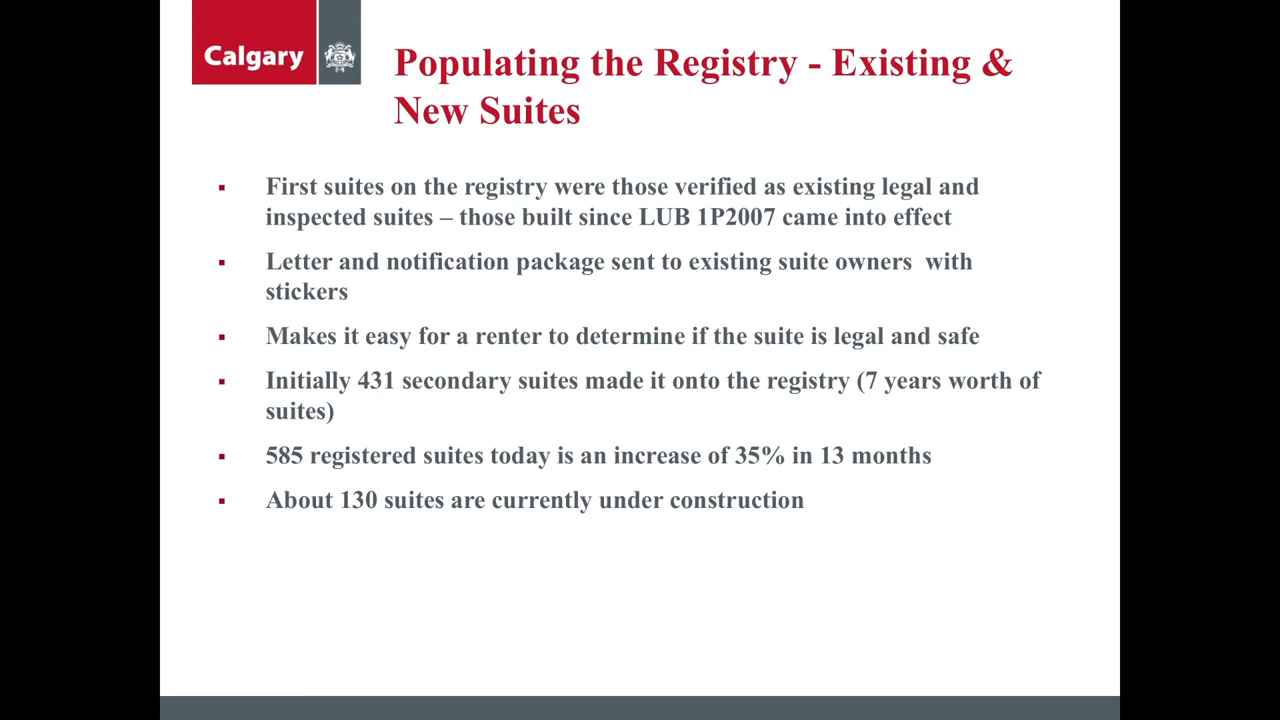 Calgary
Populating the Registry - Existing &
New Suites
▪ First suites on the registry were those verified as existing legal and
inspected suites – those built since LUB 1P2007 came into effect
▪ Letter and notification package sent to existing suite owners  with
stickers
▪ Makes it easy for a renter to determine if the suite is legal and safe
▪ Initially 431 secondary suites made it onto the registry (7 years worth of
suites)
▪ 585 registered suites today is an increase of 35% in 13 months
▪ About 130 suites are currently under construction